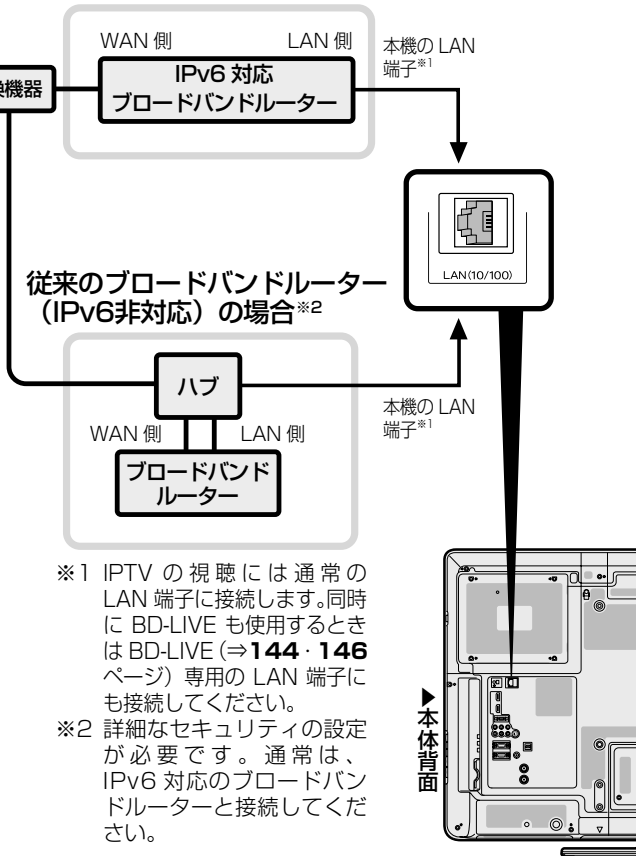 WAN 側
LAN 側
本機の LAN
端子※1
IPv6 対応
ブロードバンドルーター
換機器
LAN(10/100)
従来のブロードバンドルーター
（IPv6非対応）の場合※2
ハブ
本機の LAN
端子※1
WAN 側
LAN 側
ブロードバンド
ルーター
※1 IPTV の視聴には通常の
LAN 端子に接続します。同時
に BD-LIVE も使用するとき
は BD-LIVE（⇒144・146
ページ）専用の LAN 端子に
も接続してください。
※2 詳細なセキュリティの設定
が必要です。通常は、
IPv6 対応のブロードバン
ドルーターと接続してくだ
さい。
▶本体背面